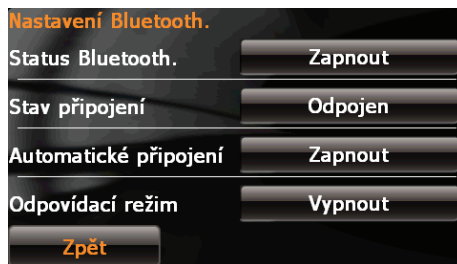 Nastavení Bluetooth.
Status Bluetooth. Zapnout
Stav připojení Odpojen
Automatické připojení Zapnout
Odpovídací režim Vypnout
Zpět